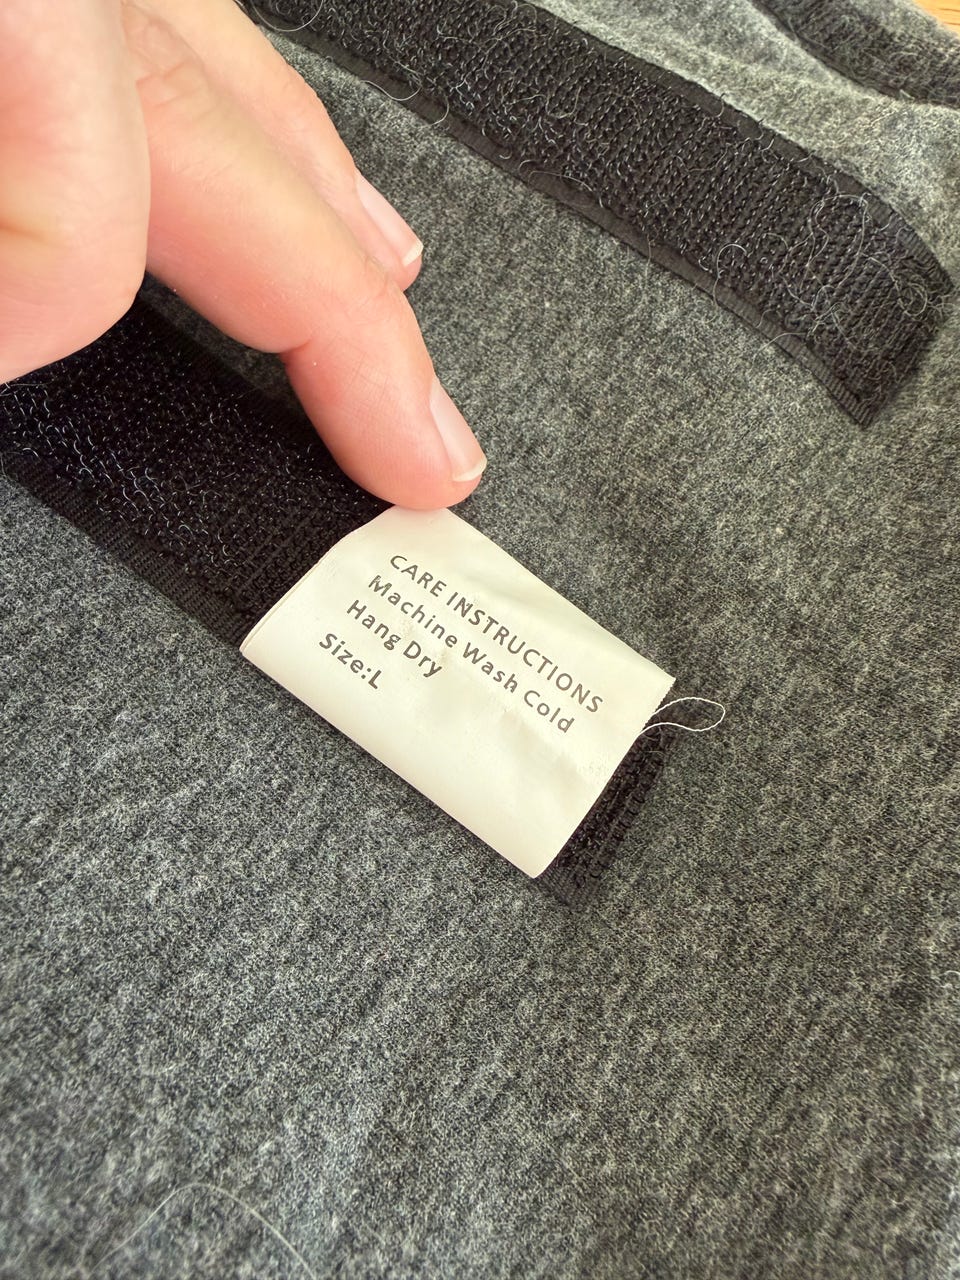 CARE INSTRUCTIONS
Machine Wash Cold
Hang Dry
Size:L